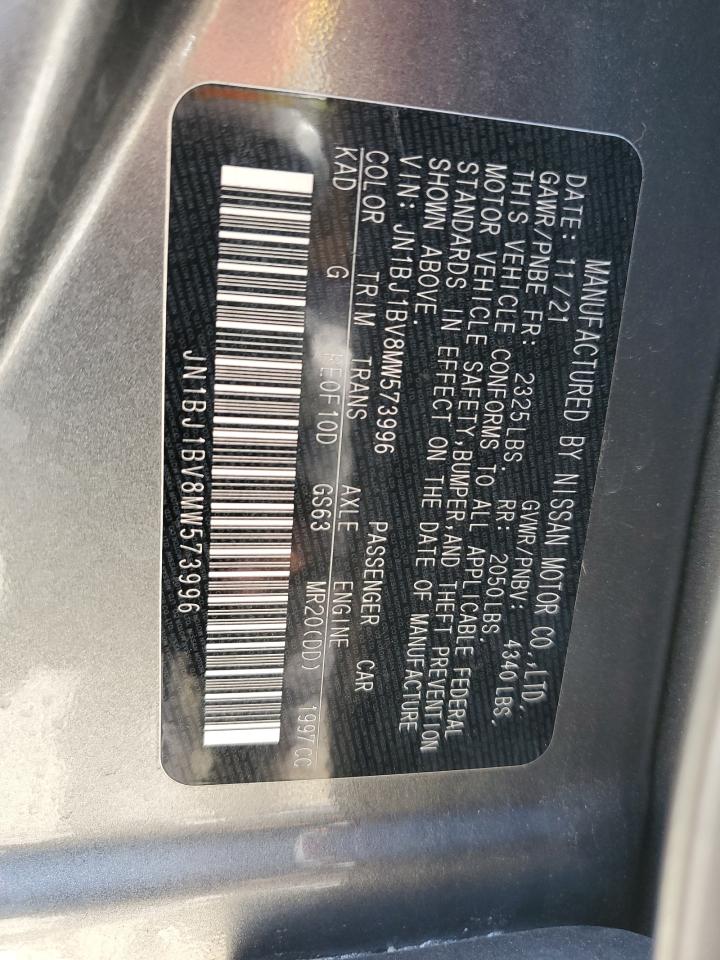 MANUFACTURED BY NISSAN MOTOR CO.,LTD.
DATE: 11/21 GVWR/PNBV: 4340LBS.
GAWR/PNBE FR: 2325LBS. RR 2050LBS.
THIS VEHICLE CONFORMS TO ALL APPLICABLE FEDERAL
MOTOR VEHICLE SAFETY,BUMPER,AND THEFT PREVENTION
STANDARDS IN EFFECT ON THE DATE OF MANUFACTURE
SHOWN ABOVE.
VIN: JN1BJ1BV8MW573996 PASSENGER CAR
COLOR TRIM TRANS AXLE ENGINE
KAD G RE0F10D GS63 MR20(DD) 1997CC
JN1BJ1BV8MW573996